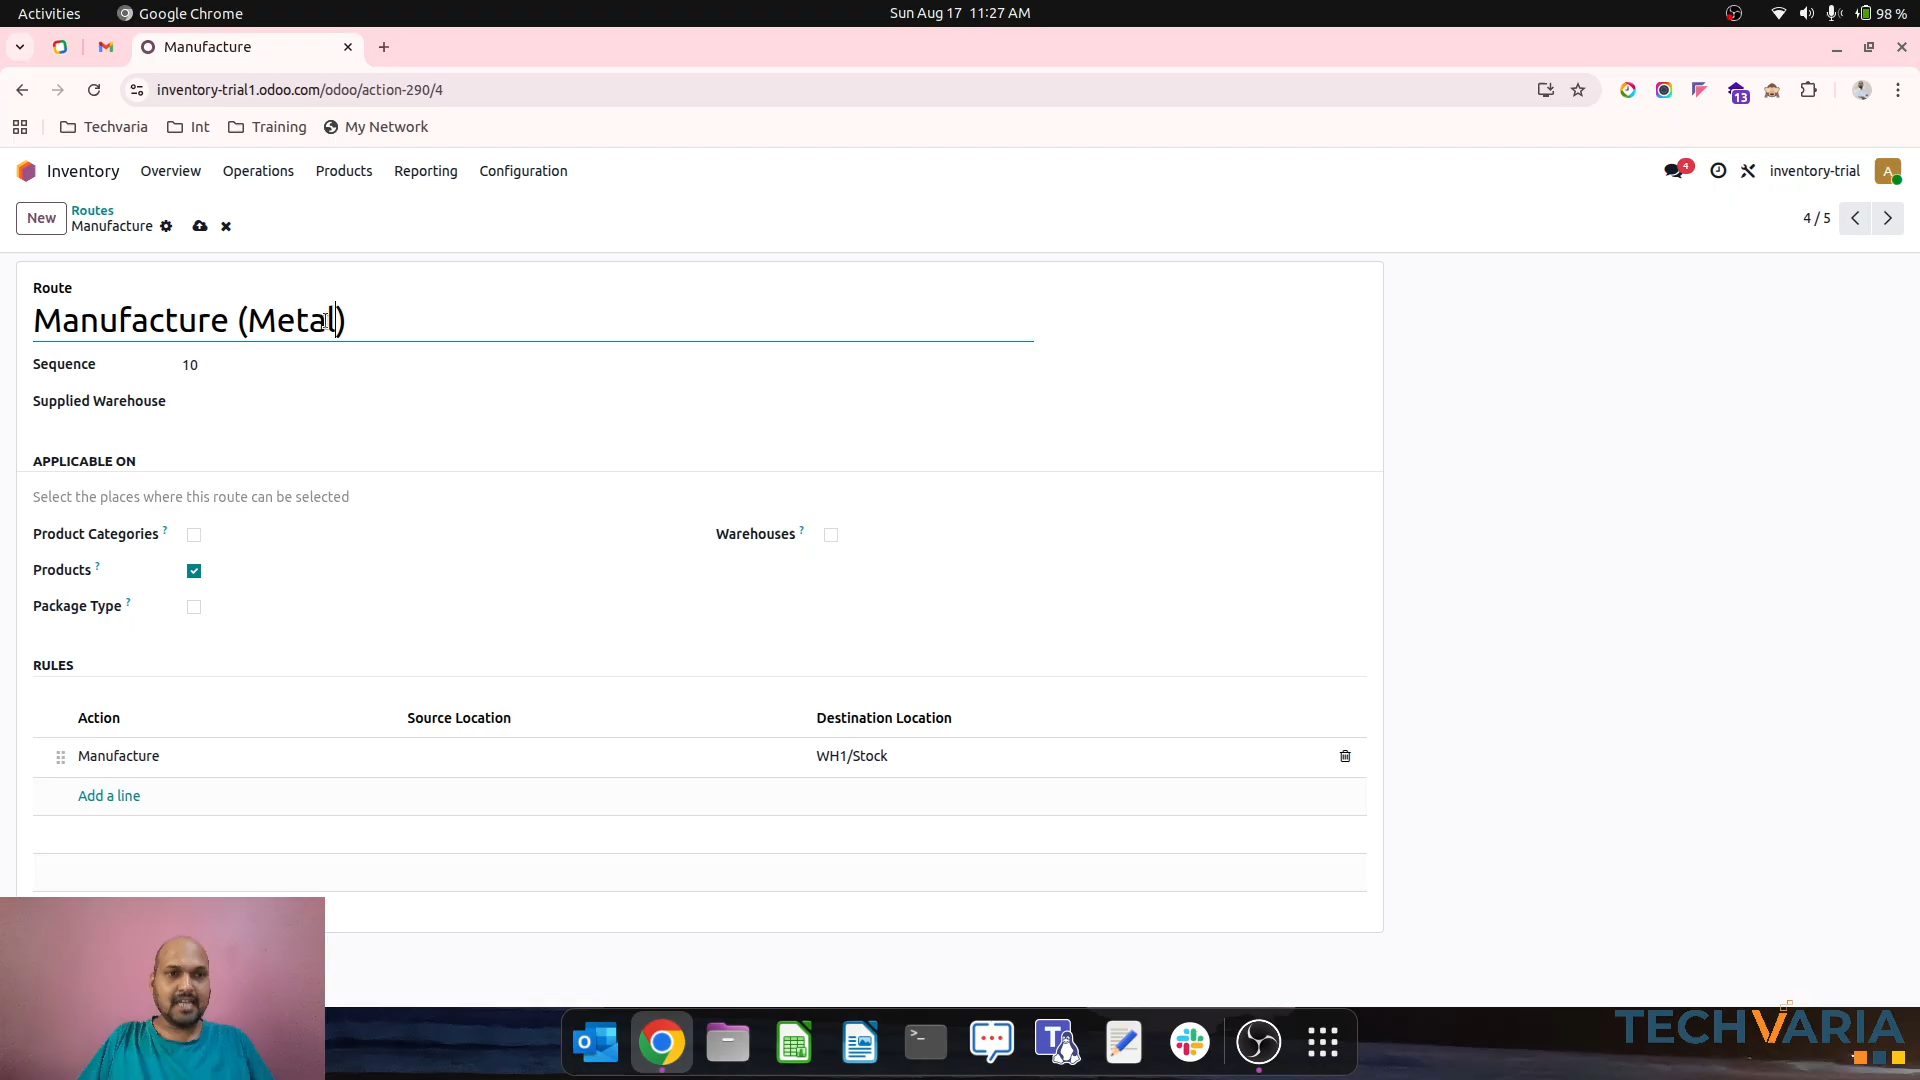 Activities
Google Chrome
Sun Aug 17 11:27 AM
98 %
Manufacture
inventory-trial1.odoo.com/odoo/action-290/4
13
Techvaria
Int
Training
My Network
Inventory
Overview
Operations
Products
Reporting
Configuration
4
inventory-trial
A
New
Routes
Manufacture
4 / 5
Route
Manufacture (Metal)
Sequence
10
Supplied Warehouse
APPLICABLE ON
Select the places where this route can be selected
Product Categories ?
Warehouses ?
Products ?
Package Type ?
RULES
Action
Source Location
Destination Location
Manufacture
WH1/Stock
Add a line
TECHVARIA